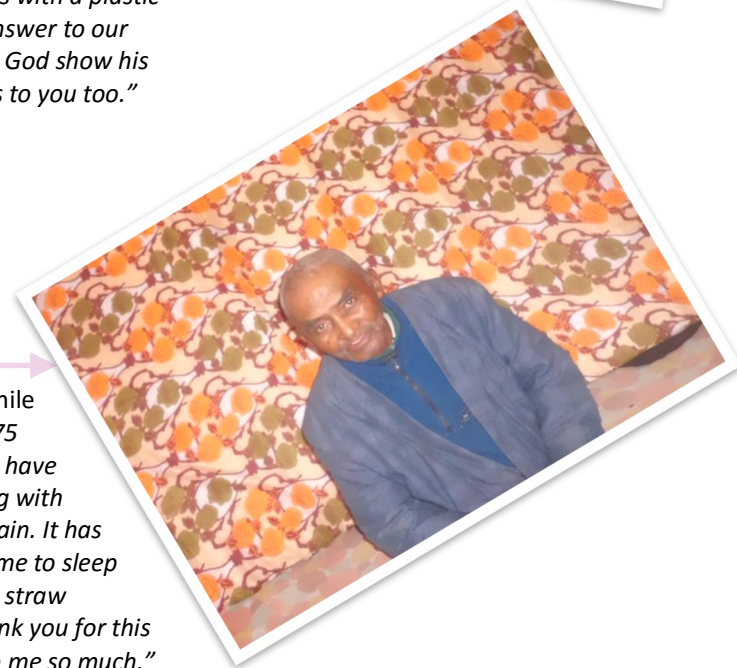 with a plastic
nswer to our
God show his
s to you too.”
75
have
g with
ain. It has
me to sleep
straw
nk you for this
me so much.”